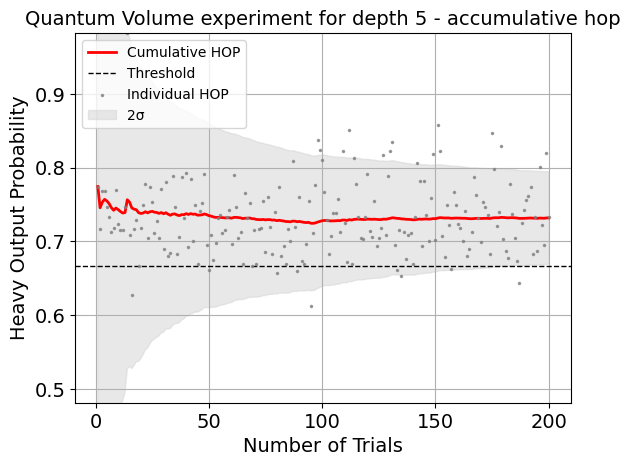 Quantum Volume experiment for depth 5 - accumulative hop
Cumulative HOP
Threshold
Individual HOP
2σ
Heavy Output Probability
0.9
0.8
0.7
0.6
0.5
0
50
100
150
200
Number of Trials